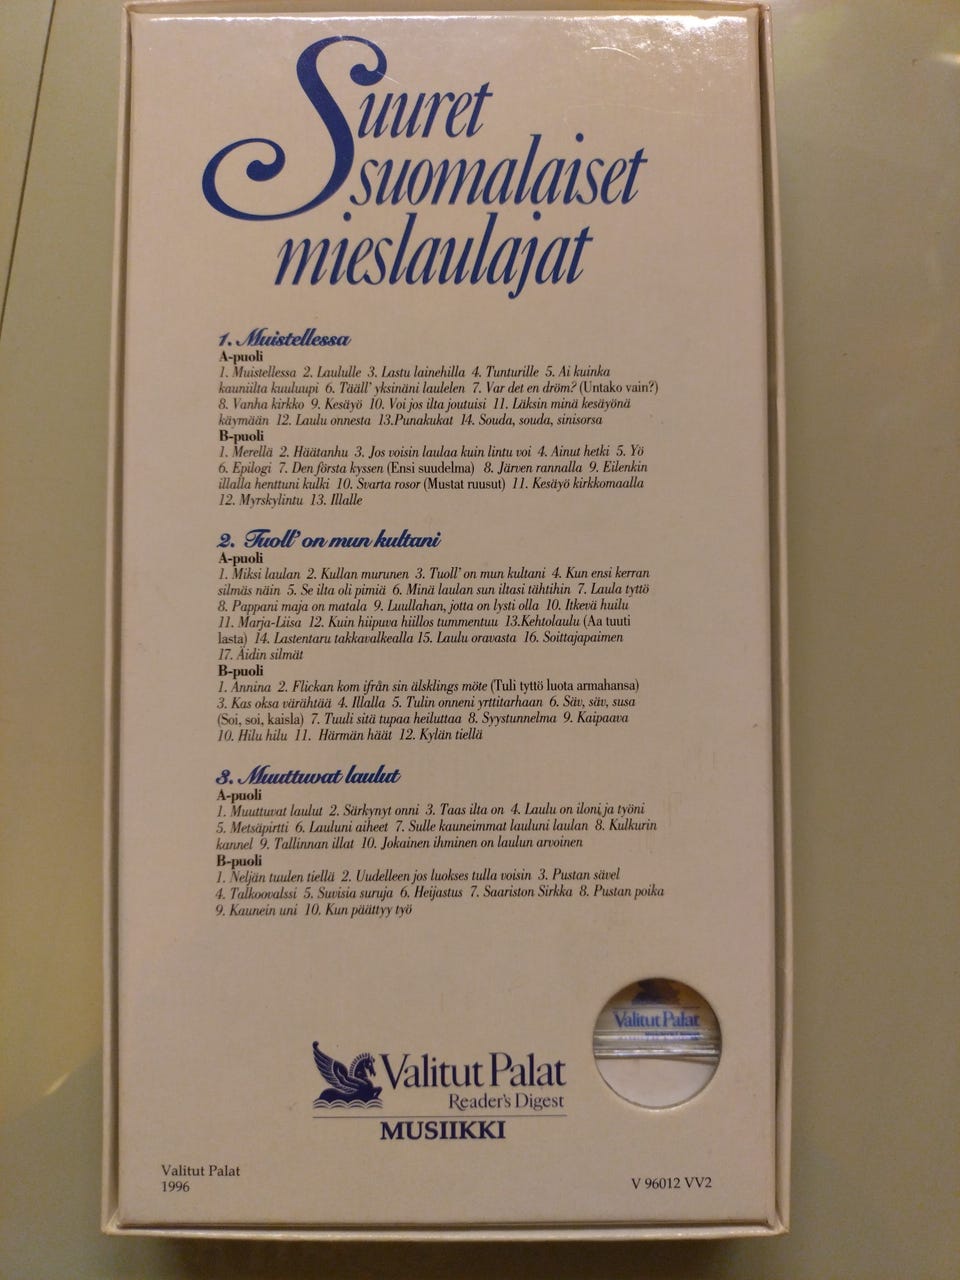 Suuret
suomalaiset
mieslaulajat
1. Muistellessa
A-puoli
1. Muistellessa 2. Laululle 3. Lastu lainehilla 4. Tunturille 5. Ai kuinka
kauniilta kuuluupi 6. Tääll' yksinäni laulelen 7. Var det en dröm? (Untako vain?)
8. Vanha kirkko 9. Kesäyö 10. Voi jos ilta joutuisi 11. Läksin minä kesäyönä
käymään 12. Laulu onnesta 13.Punakukat 14. Souda, souda, sinisorsa
B-puoli
1. Merellä 2. Häätanhu 3. Jos voisin laulaa kuin lintu voi 4. Ainut hetki 5. Yö
6. Epilogi 7. Den första kyssen (Ensi suudelma) 8. Järven rannalla 9. Eilenkin
illalla henttuni kulki 10. Svarta rosor (Mustat ruusut) 11. Kesäyö kirkkomaalla
12. Myrskylintu 13. Illalle
2. Tuoll' on mun kultani
A-puoli
1. Miksi laulan 2. Kullan murunen 3. Tuoll' on mun kultani 4. Kun ensi kerran
silmäs näin 5. Se ilta oli pimiä 6. Minä laulan sun iltasi tähtihin 7. Laula tyttö
8. Pappani maja on matala 9. Luullahan, jotta on lysti olla 10. Itkevä huilu
11. Marja-Liisa 12. Kuin hiipuva hiillos tummentuu 13.Kehtolaulu (Aa tuuti
lasta) 14. Lastentaru takkavalkealla 15. Laulu oravasta 16. Soittajapaimen
17. Äidin silmät
B-puoli
1. Annina 2. Flickan kom ifrån sin älsklings möte (Tuli tyttö luota armahansa)
3. Kas oksa värähtää 4. Illalla 5. Tulin onneni yrttitarhaan 6. Säv, säv, susa
(Soi, soi, kaisla) 7. Tuuli sitä tupaa heiluttaa 8. Syystunnelma 9. Kaipaava
10. Hilu hilu 11. Härmän häät 12. Kylän tiellä
3. Muuttuvat laulut
A-puoli
1. Muuttuvat laulut 2. Särkynyt onni 3. Taas ilta on 4. Laulu on iloni ja työni
5. Metsäpirtti 6. Lauluni aiheet 7. Sulle kauneimmat lauluni laulan 8. Kulkurin
kannel 9. Tallinnan illat 10. Jokainen ihminen on laulun arvoinen
B-puoli
1. Neljän tuulen tiellä 2. Uudelleen jos luokses tulla voisin 3. Pustan sävel
4. Talkoovalssi 5. Suvisia suruja 6. Heijastus 7. Saariston Sirkka 8. Pustan poika
9. Kaunein uni 10. Kun päättyy työ
Valitut Palat
Valitut Palat
Reader's Digest
MUSIIKKI
Valitut Palat
1996
V 96012 VV2